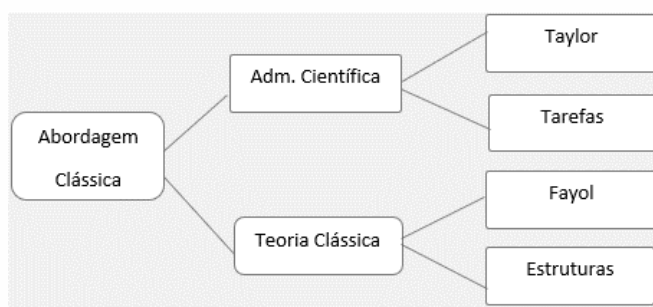 Abordagem
Clássica
Adm. Científica
Teoria Clássica
Taylor
Tarefas
Fayol
Estruturas